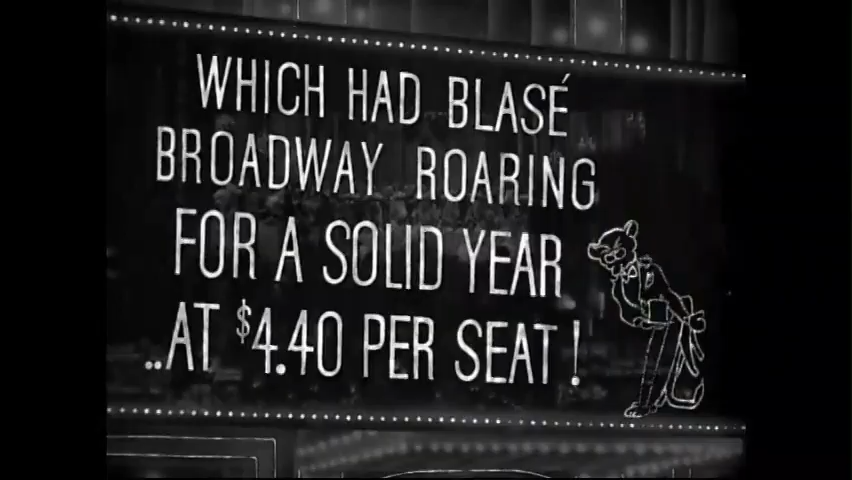 WHICH HAD BLASÉ
BROADWAY ROARING
FOR A SOLID YEAR
..AT $4.40 PER SEAT!